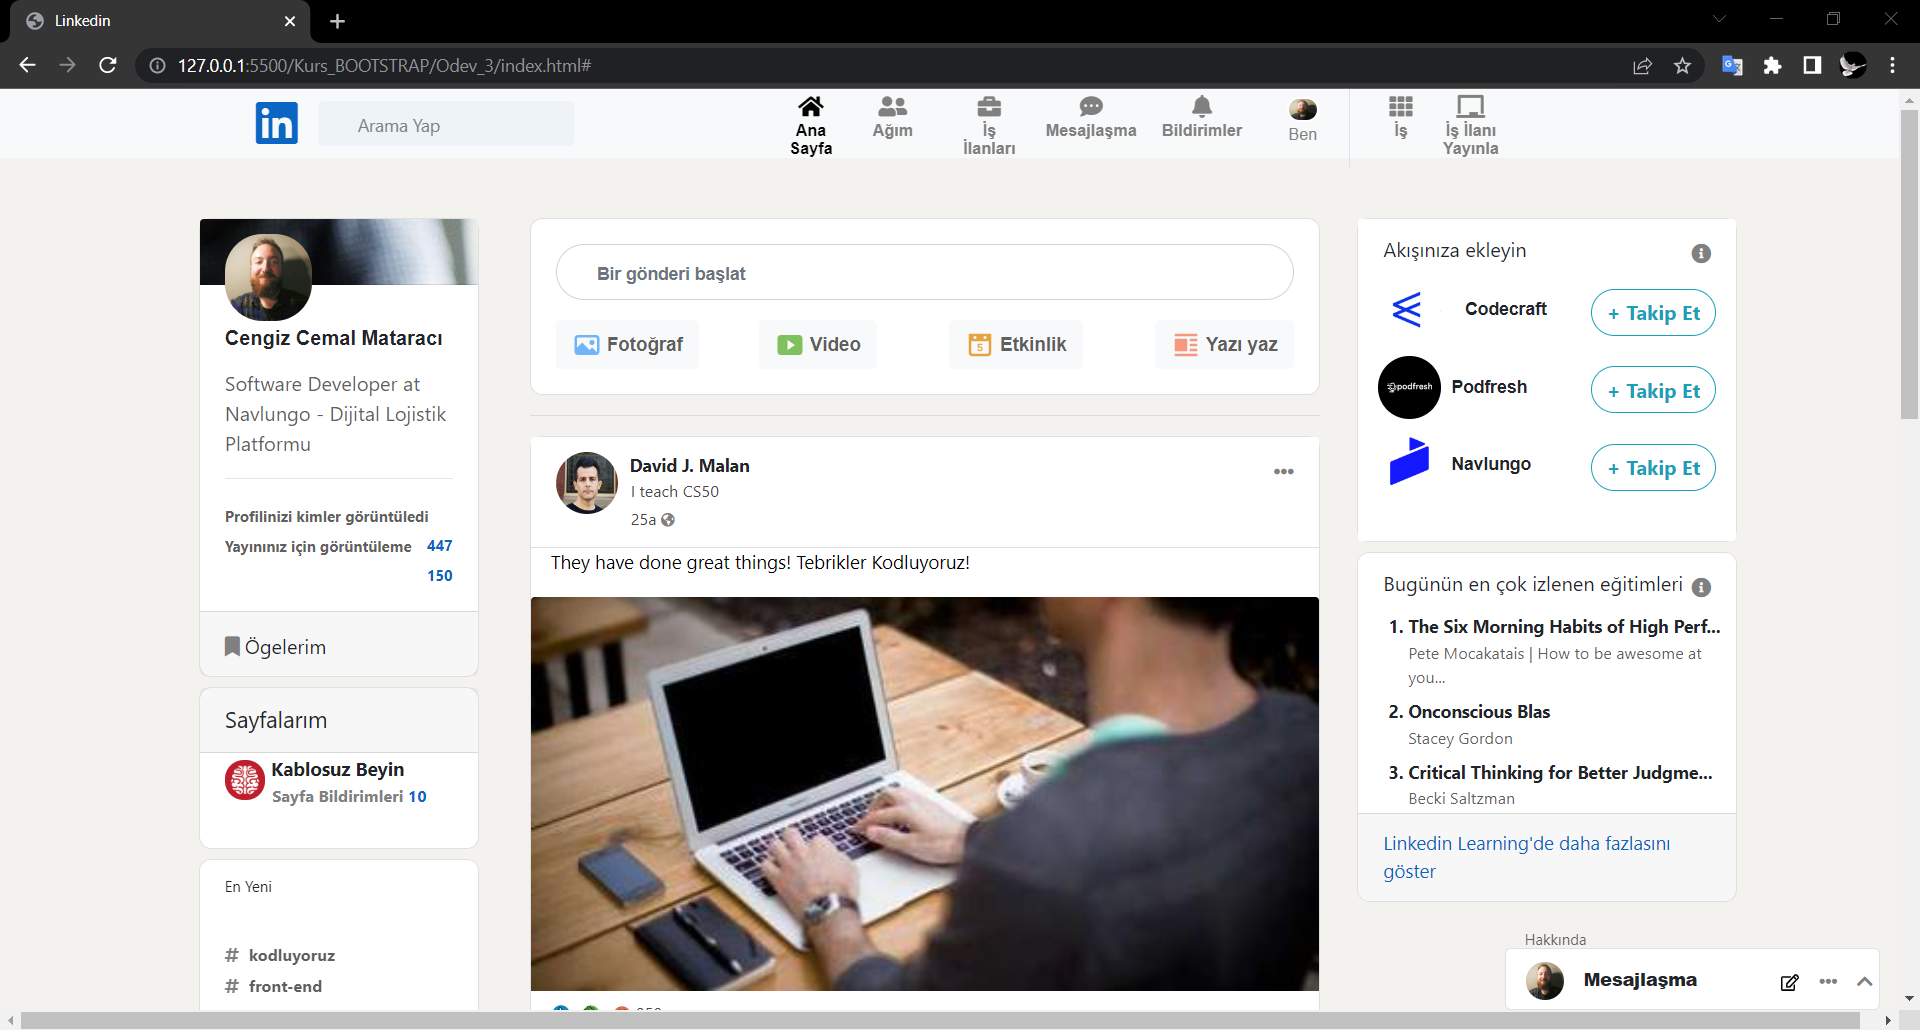 Linkedin
127.0.0.1:5500/Kurs_BOOTSTRAP/Odev_3/index.html#
in
Arama Yap
Ana
Sayfa
Ağım
İş
İlanları
Mesajlaşma
Bildirimler
Ben
İş
İş İlanı
Yayınla
Cengiz Cemal Mataracı
Software Developer at
Navlungo - Dijital Lojistik
Platformu
Profilinizi kimler görüntüledi
Yayınınız için görüntüleme 447
150
Ögelerim
Sayfalarım
Kablosuz Beyin
Sayfa Bildirimleri 10
En Yeni
# kodluyoruz
# front-end
Bir gönderi başlat
Fotoğraf
Video
5
Etkinlik
Yazı yaz
David J. Malan
I teach CS50
25a
They have done great things! Tebrikler Kodluyoruz!
Akışınıza ekleyin
Codecraft
+ Takip Et
podfresh
Podfresh
+ Takip Et
Navlungo
+ Takip Et
Bugünün en çok izlenen eğitimleri
1. The Six Morning Habits of High Perf...
Pete Mocakatais | How to be awesome at
you...
2. Onconscious Blas
Stacey Gordon
3. Critical Thinking for Better Judgme...
Becki Saltzman
Linkedin Learning'de daha fazlasını
göster
Hakkında
Mesajlaşma